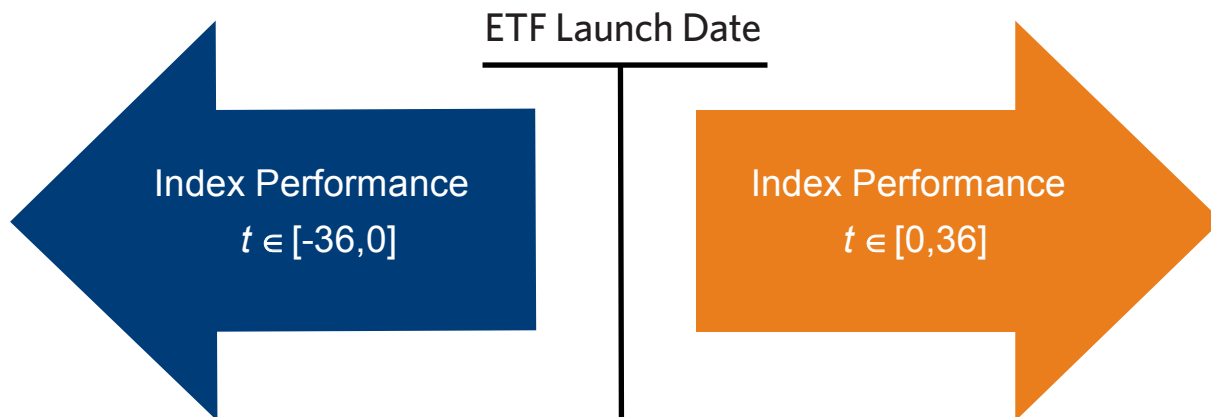 ETF Launch Date
Index Performance
t ∈ [-36,0]
Index Performance
t ∈ [0,36]